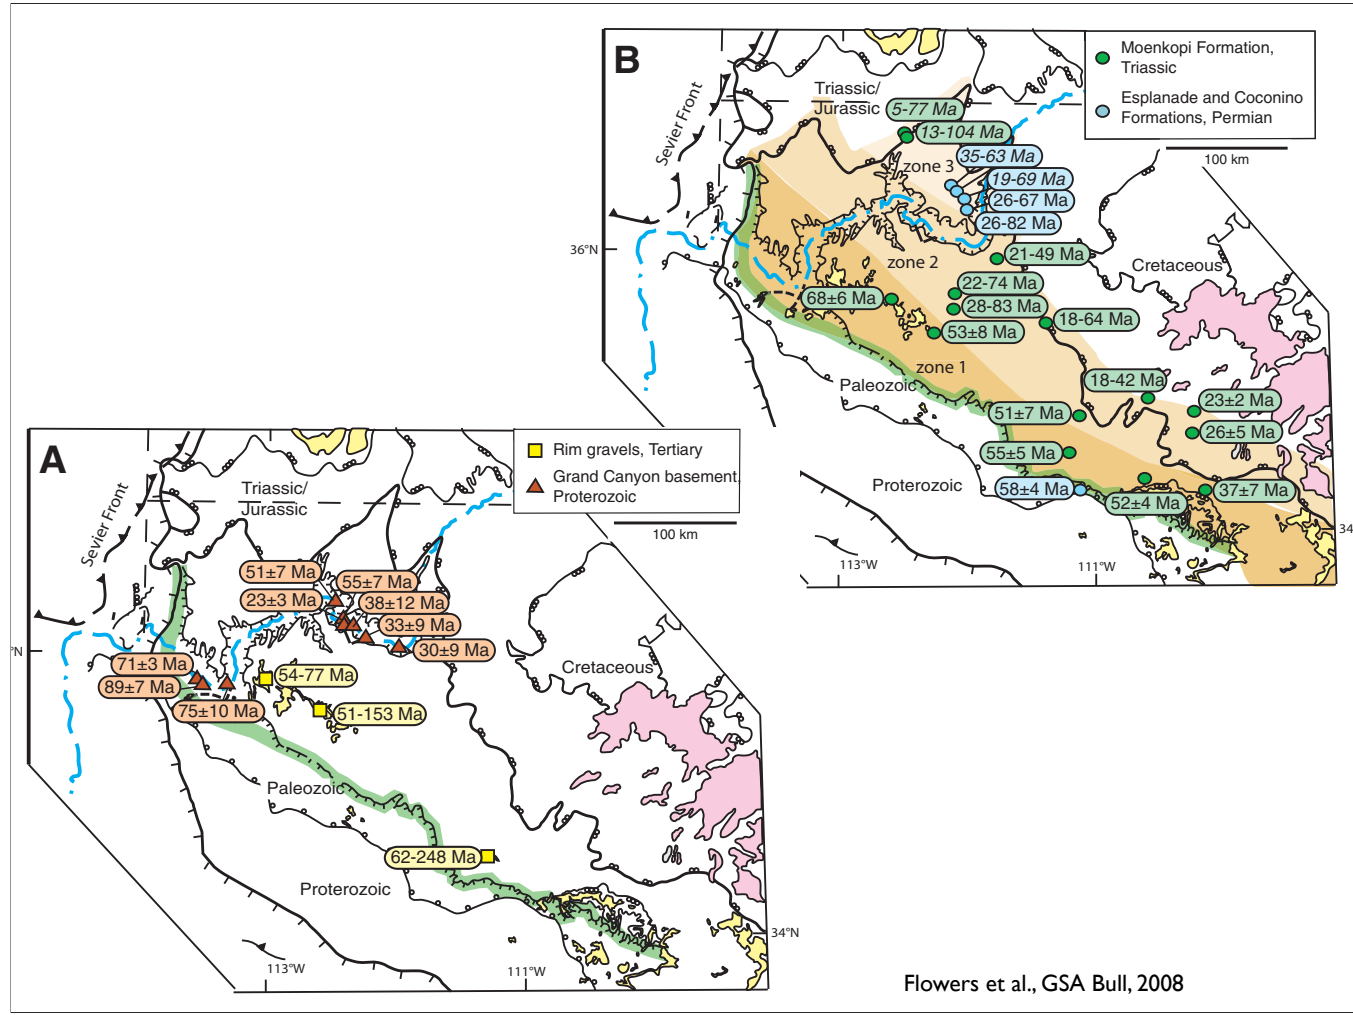 B
Moenkopi Formation,
Triassic
Esplanade and Coconino
Formations, Permian
100 km
Sevier Front
Triassic/
Jurassic
5-77 Ma
13-104 Ma
35-63 Ma
zone 3
19-69 Ma
26-67 Ma
26-82 Ma
36°N
21-49 Ma
zone 2
Cretaceous
22-74 Ma
68±6 Ma
28-83 Ma
18-64 Ma
53±8 Ma
zone 1
Paleozoic
18-42 Ma
23±2 Ma
51±7 Ma
26±5 Ma
55±5 Ma
Proterozoic
58±4 Ma
37±7 Ma
52±4 Ma
34
113°W
111°W
A
Rim gravels, Tertiary
Grand Canyon basement,
Proterozoic
100 km
Sevier Front
Triassic/
Jurassic
51±7 Ma
55±7 Ma
23±3 Ma
38±12 Ma
33±9 Ma
30±9 Ma
°N
71±3 Ma
89±7 Ma
54-77 Ma
75±10 Ma
51-153 Ma
Cretaceous
Paleozoic
62-248 Ma
Proterozoic
34°N
113°W
111°W
Flowers et al., GSA Bull, 2008